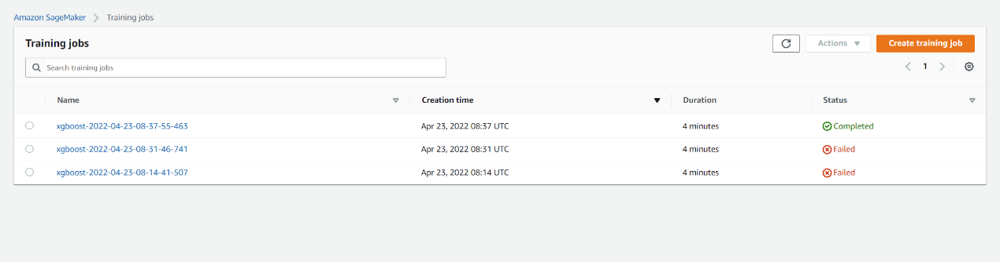 Amazon SageMaker > Training jobs
Training jobs
Actions Create training job
Search training jobs
1
Name Creation time Duration Status
xgboost-2022-04-23-08-37-55-463 Apr 23, 2022 08:37 UTC 4 minutes Completed
xgboost-2022-04-23-08-31-46-741 Apr 23, 2022 08:31 UTC 4 minutes Failed
xgboost-2022-04-23-08-14-41-507 Apr 23, 2022 08:14 UTC 4 minutes Failed